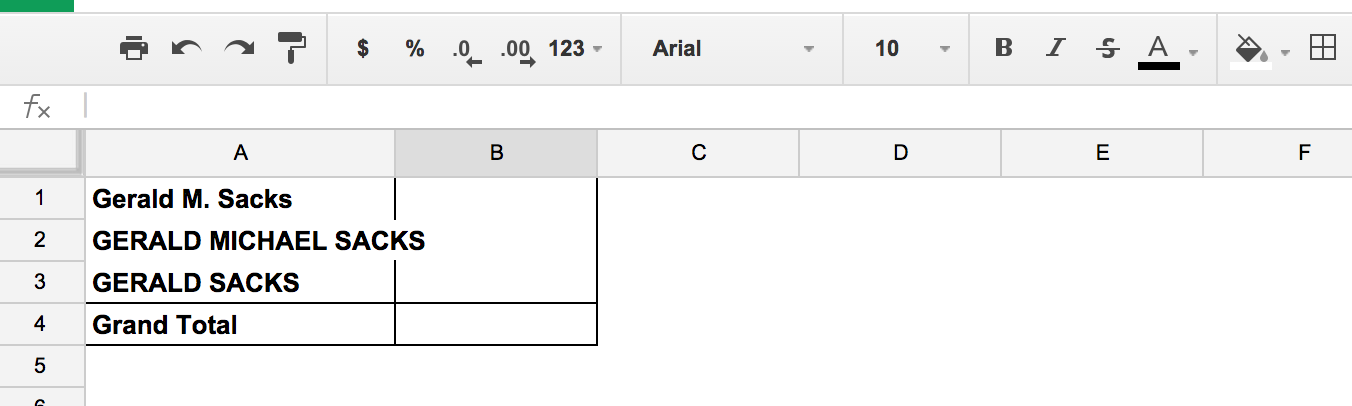 $ % .0 .00 123 Arial 10 B I S A
fx
A B C D E F
1 Gerald M. Sacks
2 GERALD MICHAEL SACKS
3 GERALD SACKS
4 Grand Total
5
6